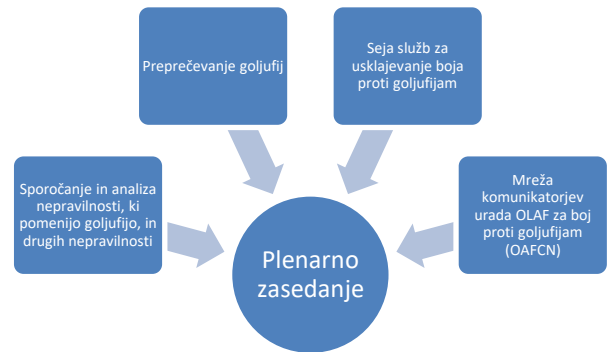 Preprečevanje goljufij
Seja služb za
usklajevanje boja
proti goljufijam
Sporočanje in analiza
nepravilnosti, ki
pomenijo goljufijo, in
drugih nepravilnosti
Mreža
komunikatorjev
urada OLAF za boj
proti goljufijam
(OAFCN)
Plenarno
zasedanje